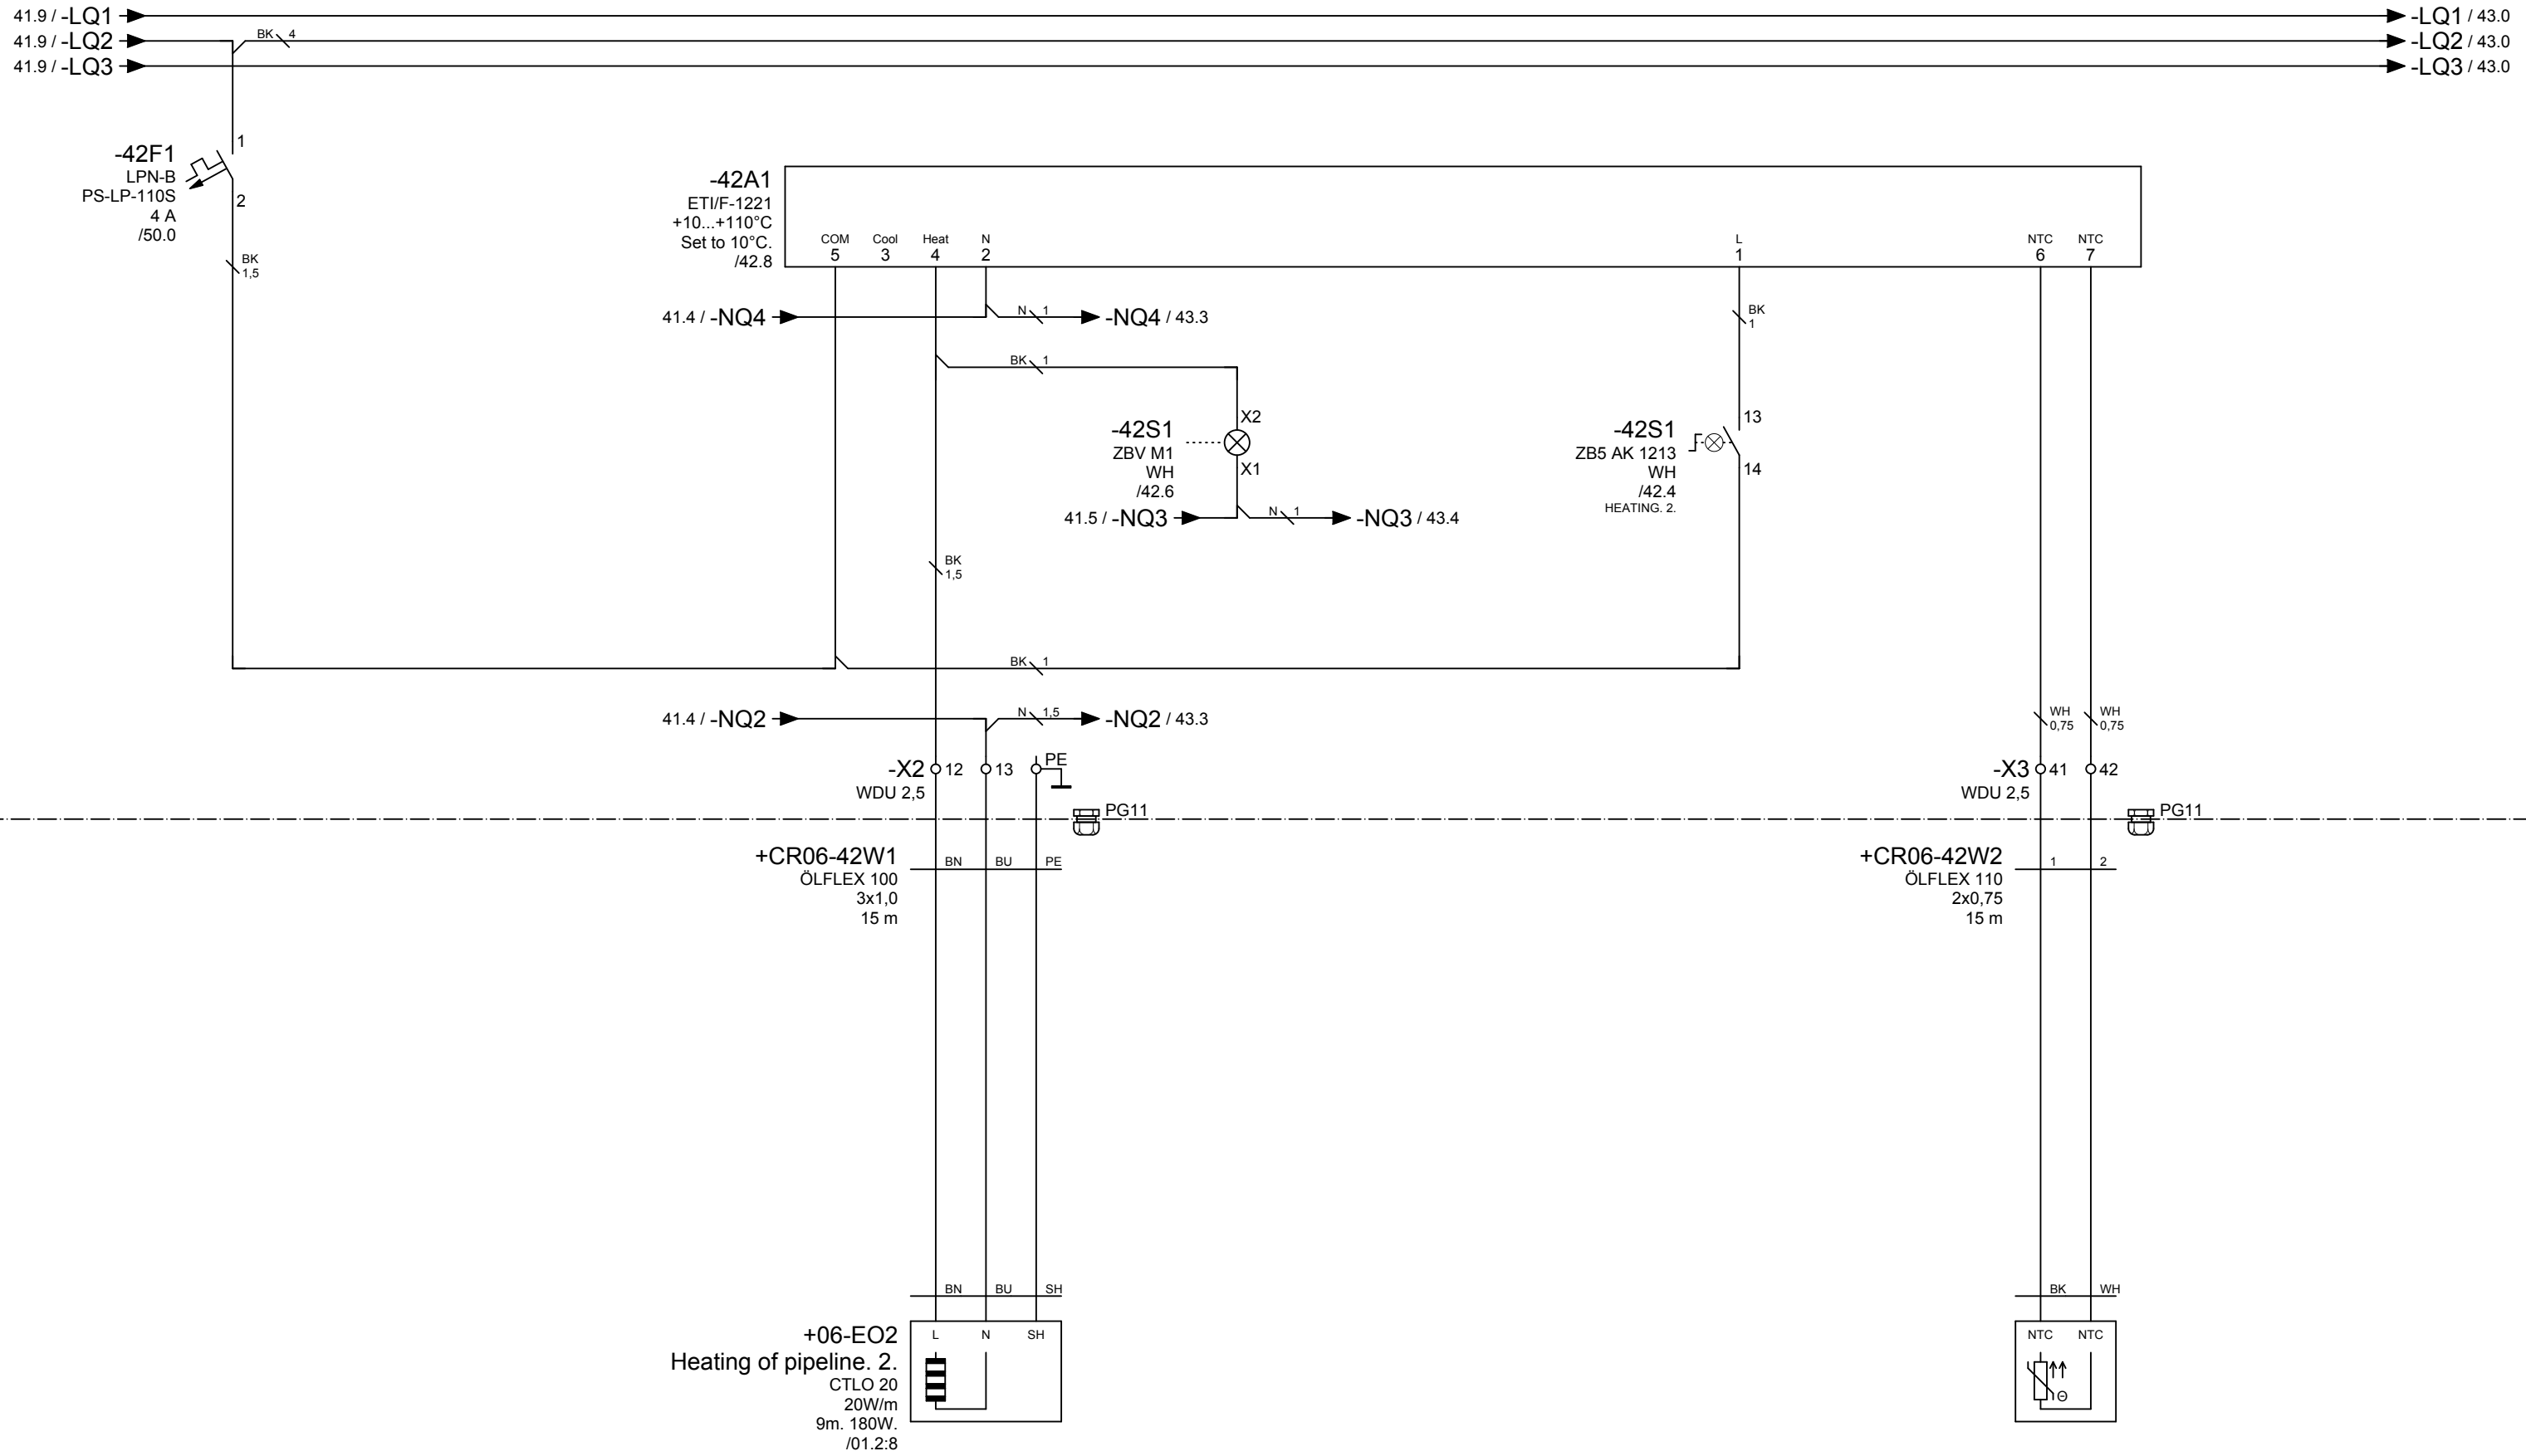 41.9 / -LQ1
-LQ1 / 43.0
41.9 / -LQ2
BK 4
-LQ2 / 43.0
41.9 / -LQ3
-LQ3 / 43.0
1
-42F1
LPN-B
PS-LP-110S
4 A
/50.0
2
BK
1,5
-42A1
ETI/F-1221
+10...+110°C
Set to 10°C.
/42.8
COM
5
Cool
3
Heat
4
N
2
L
1
NTC
6
NTC
7
41.4 / -NQ4
N 1
-NQ4 / 43.3
BK
1
BK 1
X2
-42S1
ZBV M1
WH
/42.6
X1
13
-42S1
ZB5 AK 1213
WH
/42.4
HEATING. 2.
14
41.5 / -NQ3
N 1
-NQ3 / 43.4
BK
1,5
BK 1
41.4 / -NQ2
N 1,5
-NQ2 / 43.3
WH
0,75
WH
0,75
-X2
WDU 2,5
12
13
PE
-X3
WDU 2,5
41
42
PG11
PG11
+CR06-42W1
ÖLFLEX 100
3x1,0
15 m
BN
BU
PE
+CR06-42W2
ÖLFLEX 110
2x0,75
15 m
1
2
BN
BU
SH
BK
WH
+06-EO2
Heating of pipeline. 2.
CTLO 20
20W/m
9m. 180W.
/01.2:8
L
N
SH
NTC
NTC
Θ